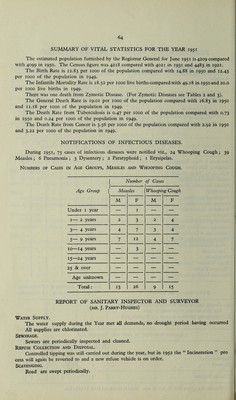 64
SUMMARY OF VITAL STATISTICS FOR THE YEAR 1951
The estimated population furnished by the Registrar General for June 1951 is 4009 compared
with 4099 in 1950. The Census figure was 4018 compared with 4021 in 1931 and 4483 in 1921.
The Birth Rate is 12.83 per 1000 of the population compared with 14.88 in 1950 and 12.43
per 1000 of the population in 1949.
The Infantile Mortality Rate is 18.52 per 1000 live births compared with 49.18 in 1950 and 20.0
per 1000 live births in 1949.
There was one death from Zymotic Disease. (For Zymotic Diseases see Tables 2 and 3).
The General Death Rate is 19.01 per 1000 of the population compared with 16.83 in 1950
and 11.18 per 1000 of the population in 1949.
The Death Rate from Tuberculosis is 0.47 per 1000 of the population compared with 0.73
in 1950 and 0.24 per 1000 of the population in 1949.
The Death Rate from Cancer is 3.56 per 1000 of the population compared with 2.92 in 1950
and 3.22 per 1000 of the population in 1949.
NOTIFICATIONS OF INFECTIOUS DISEASES.
During 1951, 75 cases of infectious diseases were notified viz., 24 Whooping Cough; 39
Measles; 6 Pneumonia; 3 Dysentery; 2 Paratyphoid; 1 Erysipelas.
Numbers of Cases in Age Groups, Measles and Whooping Cough.
Number of Cases
Age Group Measles Whooping Cough
M F M F
Under 1 year — 1 — —
1— 2 years 2 3 2 4
3— 4 years 4 7 3 4
5— 9 years 7 12 4 7
10—14 years — 3 — —
15—24 years — — — —
25 & over — — — —
Age unknown — — — —
Total: 13 26 9 15
REPORT OF SANITARY INSPECTOR AND SURVEYOR
(MR. J. PARRY-HUGHES)
Water Supply.
The water supply during the Year met all demands, no drought period having occurred
All supplies are chlorinated.
Sewerage.
Sewers are periodically inspected and cleaned.
Refuse Collection and Disposal.
Controlled tipping was still carried out during the year, but in 1952 the " Incineration " pro
cess will again be reverted to and a new refuse vehicle is on order.
Scavenging.
Road are swept periodically.